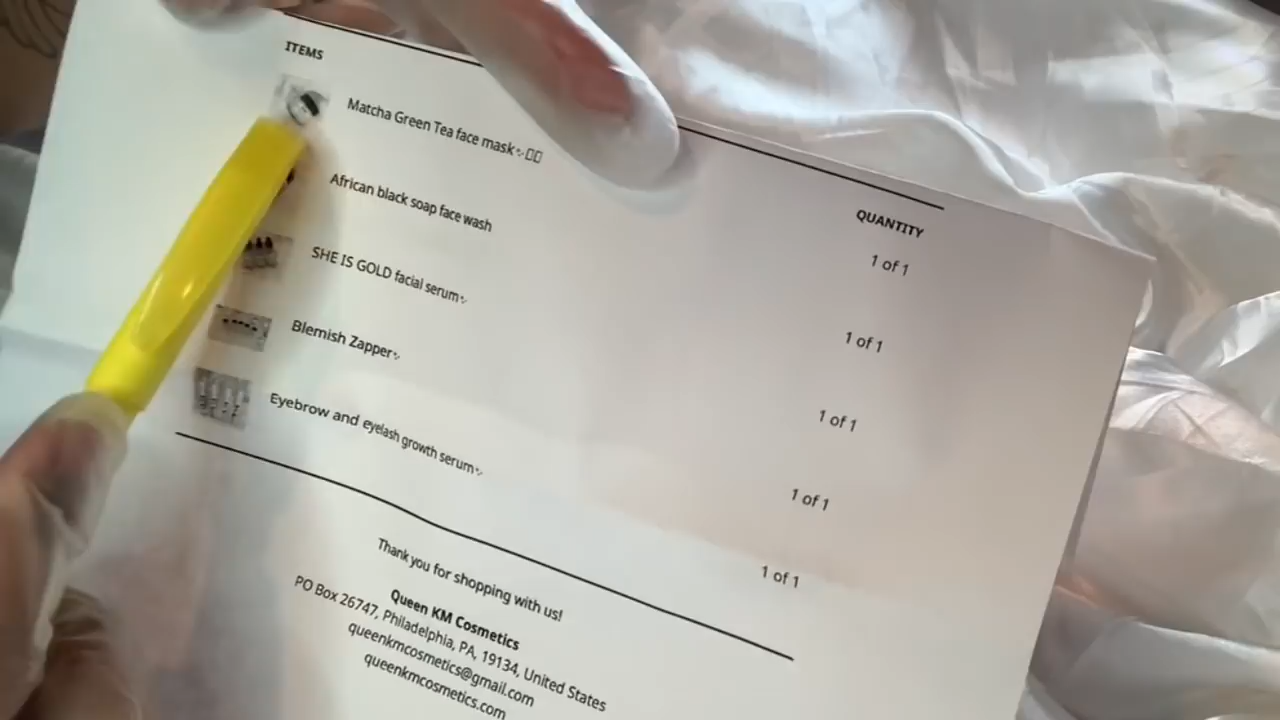 ITEMS
QUANTITY
Matcha Green Tea face mask✨▯▯
1 of 1
African black soap face wash
1 of 1
SHE IS GOLD facial serum✨
1 of 1
Blemish Zapper✨
1 of 1
Eyebrow and eyelash growth serum✨
1 of 1
Thank you for shopping with us!
Queen KM Cosmetics
PO Box 26747, Philadelphia, PA, 19134, United States
queenkmcosmetics@gmail.com
queenkmcosmetics.com